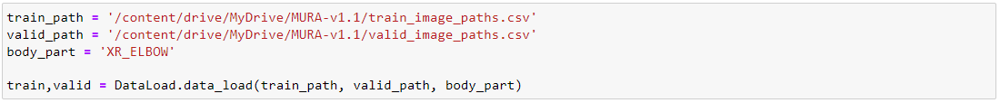 train_path = '/content/drive/MyDrive/MURA-v1.1/train_image_paths.csv'
valid_path = '/content/drive/MyDrive/MURA-v1.1/valid_image_paths.csv'
body_part = 'XR_ELBOW'
train,valid = DataLoad.data_load(train_path, valid_path, body_part)